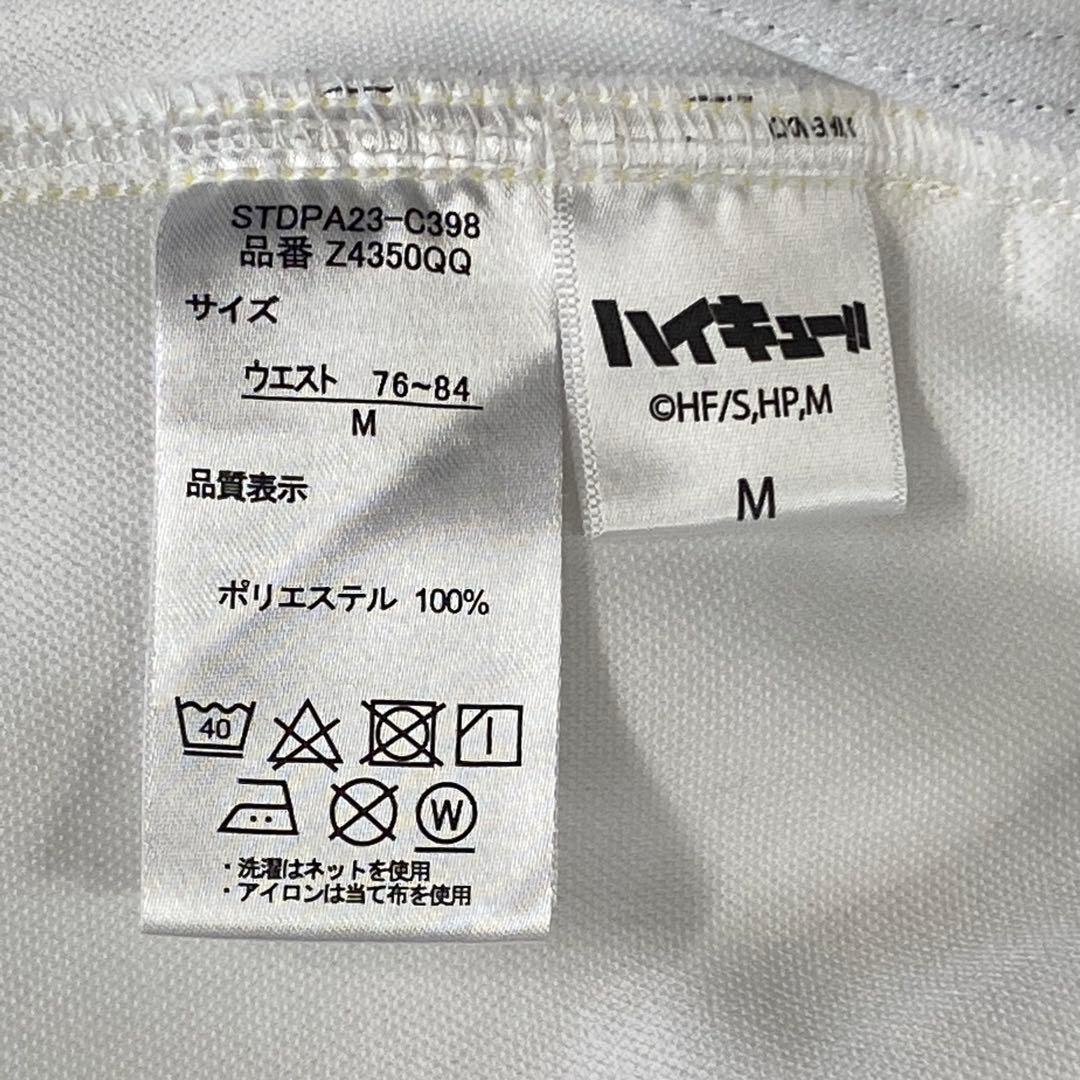 STDPA23-C398
品番 Z4350QQ
サイズ
ウエスト 76~84
M
品質表示
ポリエステル 100%
40
W
・洗濯はネットを使用
・アイロンは当て布を使用
ハイキュー!!
©HF/S,HP,M
M